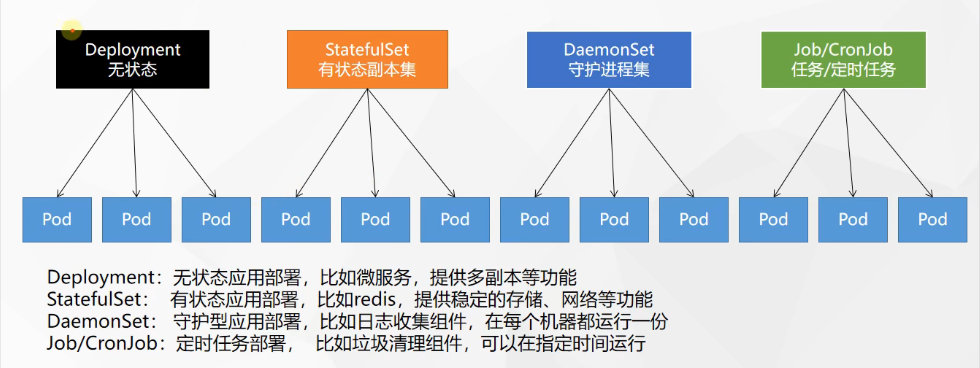 Deployment
无状态
StatefulSet
有状态副本集
DaemonSet
守护进程集
Job/CronJob
任务/定时任务
Pod
Pod
Pod
Pod
Pod
Pod
Pod
Pod
Pod
Pod
Pod
Pod
Deployment：无状态应用部署，比如微服务，提供多副本等功能
StatefulSet： 有状态应用部署，比如redis，提供稳定的存储、网络等功能
DaemonSet： 守护型应用部署，比如日志收集组件，在每个机器都运行一份
Job/CronJob：定时任务部署， 比如垃圾清理组件，可以在指定时间运行